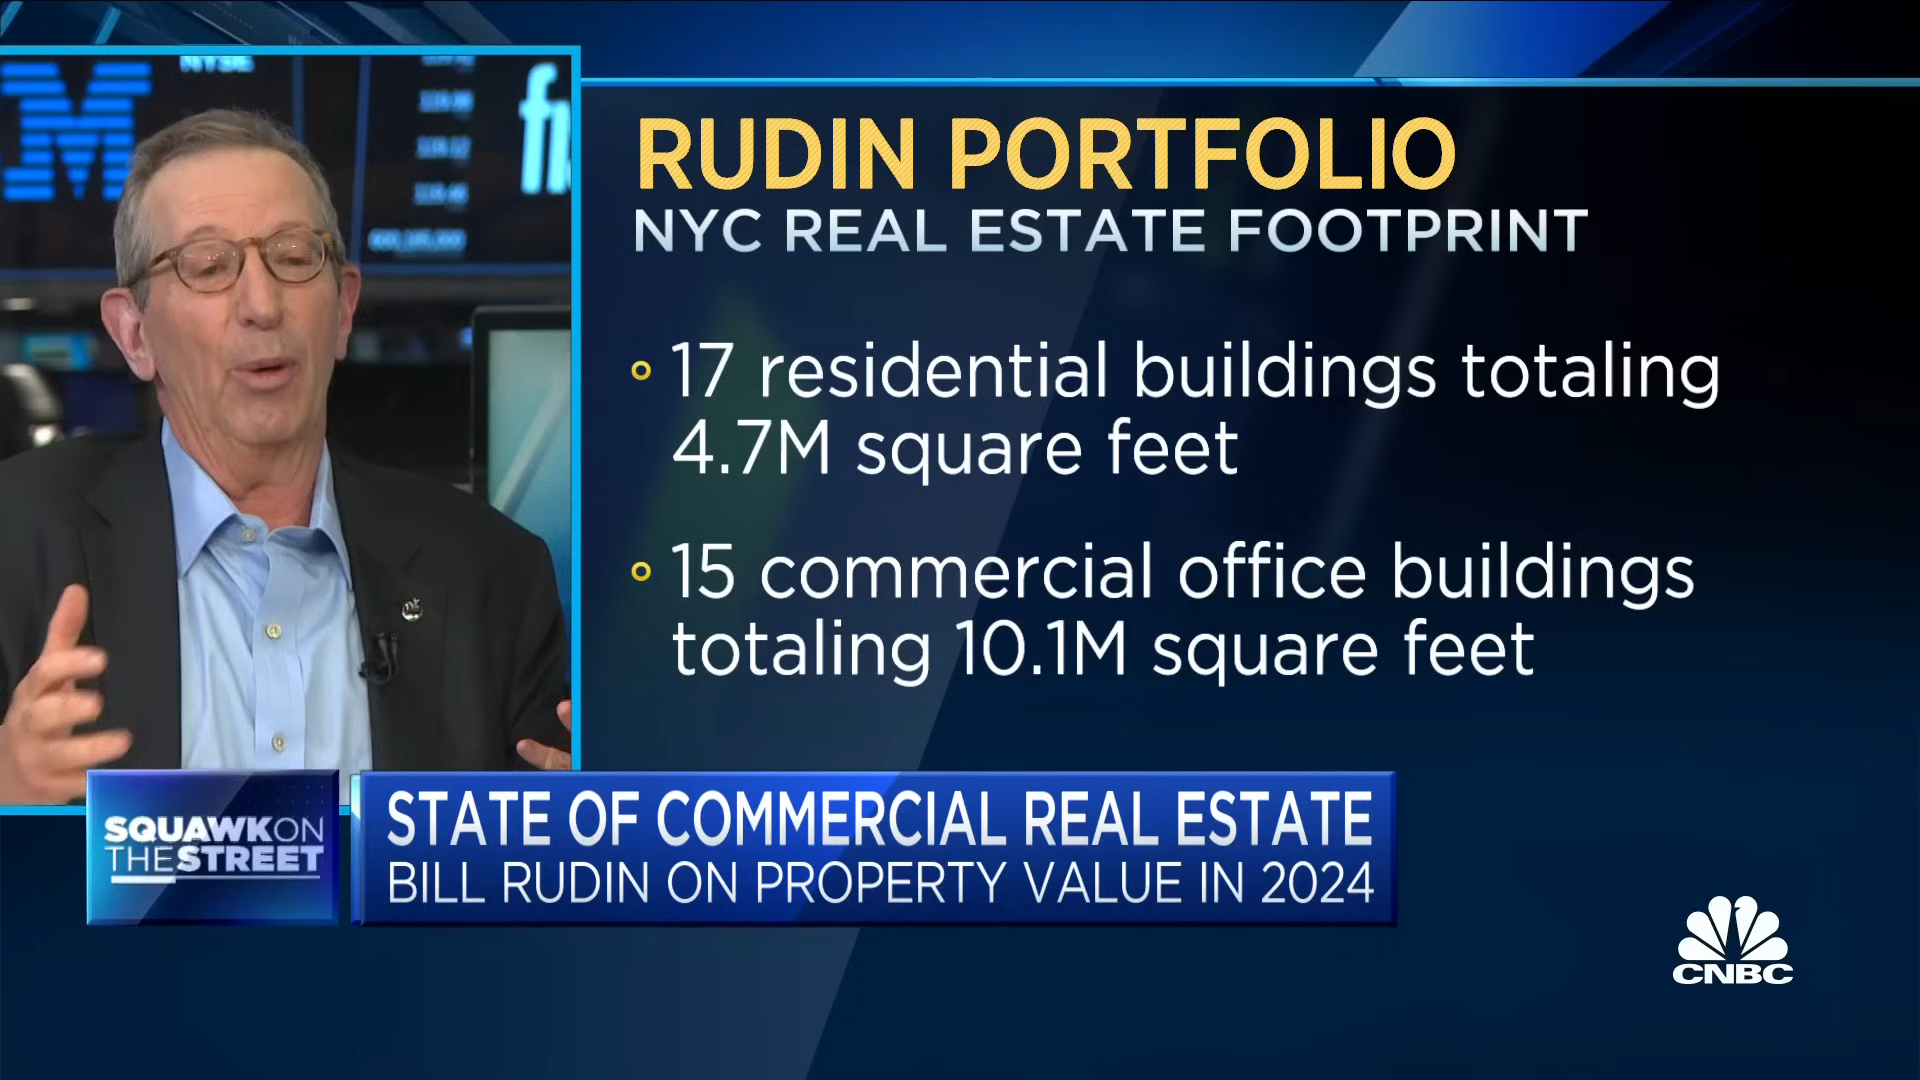 NYSE
RUDIN PORTFOLIO
NYC REAL ESTATE FOOTPRINT
17 residential buildings totaling
4.7M square feet
15 commercial office buildings
totaling 10.1M square feet
SQUAWK ON
THE STREET
STATE OF COMMERCIAL REAL ESTATE
BILL RUDIN ON PROPERTY VALUE IN 2024
CNBC